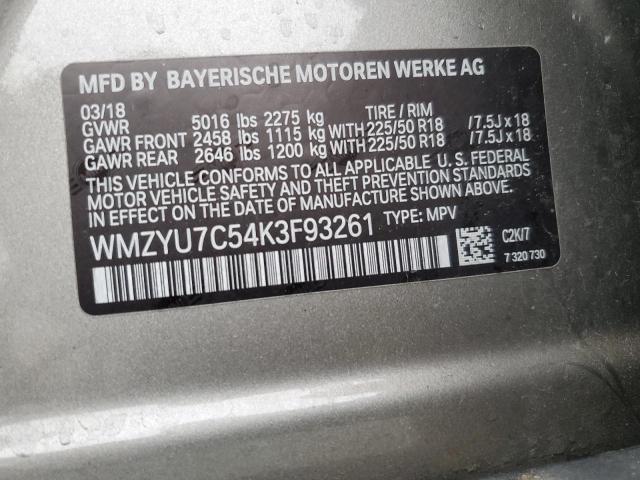 MFD BY BAYERISCHE MOTOREN WERKE AG
03/18
GVWR 5016 lbs 2275 kg TIRE / RIM
GAWR FRONT 2458 lbs 1115 kg WITH 225/50 R18 /7.5J x 18
GAWR REAR 2646 lbs 1200 kg WITH 225/50 R18 /7.5J x 18
THIS VEHICLE CONFORMS TO ALL APPLICABLE U. S. FEDERAL
MOTOR VEHICLE SAFETY AND THEFT PREVENTION STANDARDS
IN EFFECT ON THE DATE OF MANUFACTURE SHOWN ABOVE.
WMZYU7C54K3F93261 TYPE: MPV
C2K/7
7 320 730